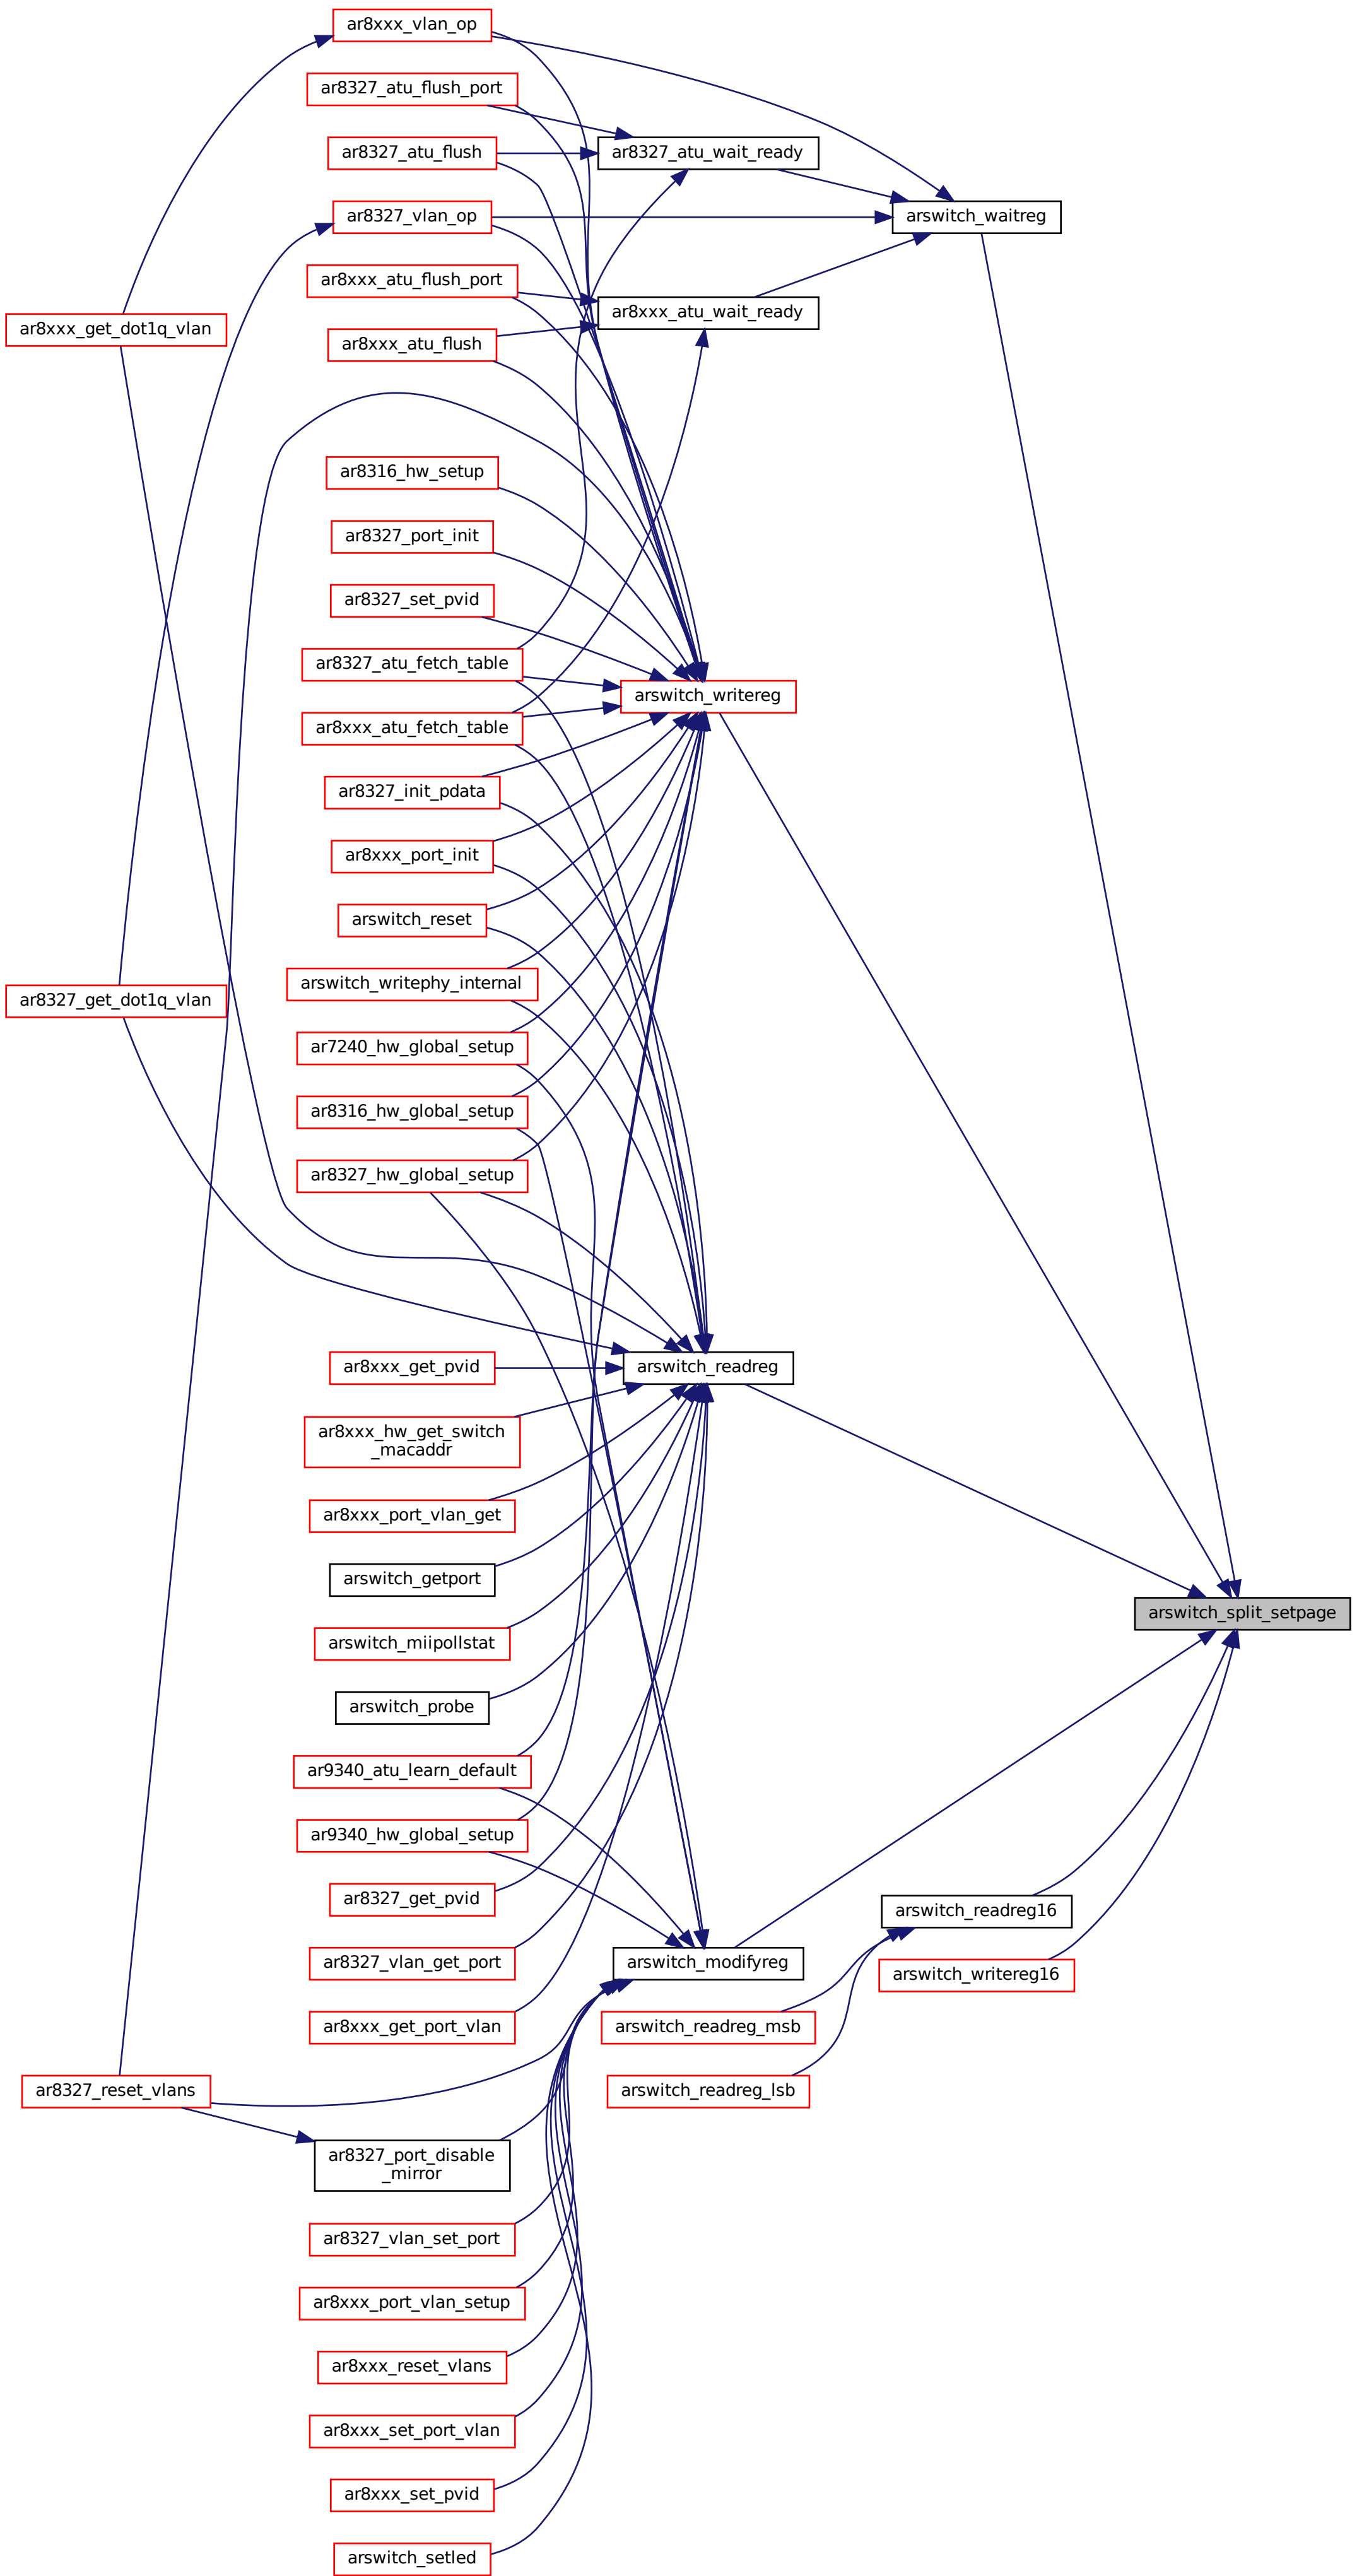 ar8xxx_vlan_op
ar8327_atu_flush_port
ar8327_atu_flush
ar8327_atu_wait_ready
ar8327_vlan_op
arswitch_waitreg
ar8xxx_atu_flush_port
ar8xxx_atu_wait_ready
ar8xxx_get_dot1q_vlan
ar8xxx_atu_flush
ar8316_hw_setup
ar8327_port_init
ar8327_set_pvid
ar8327_atu_fetch_table
arswitch_writereg
ar8xxx_atu_fetch_table
ar8327_init_pdata
ar8xxx_port_init
arswitch_reset
arswitch_writephy_internal
ar8327_get_dot1q_vlan
ar7240_hw_global_setup
ar8316_hw_global_setup
ar8327_hw_global_setup
ar8xxx_get_pvid
arswitch_readreg
ar8xxx_hw_get_switch
_macaddr
ar8xxx_port_vlan_get
arswitch_getport
arswitch_split_setpage
arswitch_miipollstat
arswitch_probe
ar9340_atu_learn_default
ar9340_hw_global_setup
ar8327_get_pvid
arswitch_readreg16
ar8327_vlan_get_port
arswitch_modifyreg
arswitch_writereg16
ar8xxx_get_port_vlan
arswitch_readreg_msb
ar8327_reset_vlans
arswitch_readreg_lsb
ar8327_port_disable
_mirror
ar8327_vlan_set_port
ar8xxx_port_vlan_setup
ar8xxx_reset_vlans
ar8xxx_set_port_vlan
ar8xxx_set_pvid
arswitch_setled